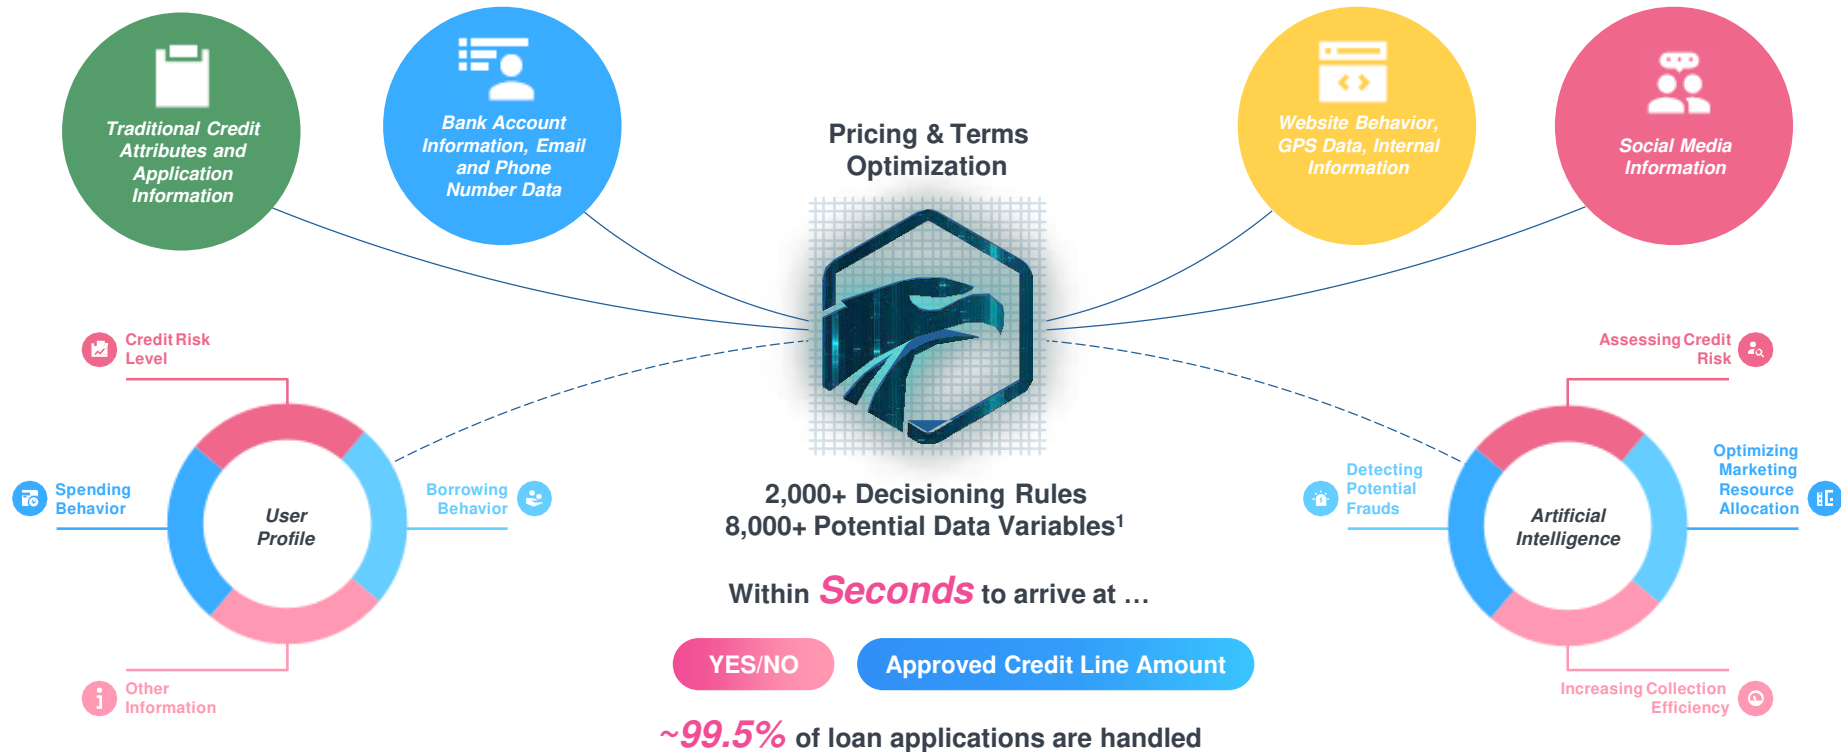 Traditional Credit
Attributes and
Application
Information
Bank Account
Information, Email
and Phone
Number Data
Pricing & Terms
Optimization
Website Behavior,
GPS Data, Internal
Information
Social Media
Information
Credit Risk
Level
Spending
Behavior
Borrowing
Behavior
User
Profile
Other
Information
2,000+ Decisioning Rules
8,000+ Potential Data Variables¹
Within Seconds to arrive at …
YES/NO
Approved Credit Line Amount
~99.5% of loan applications are handled
Assessing Credit
Risk
Detecting
Potential
Frauds
Optimizing
Marketing
Resource
Allocation
Artificial
Intelligence
Increasing Collection
Efficiency